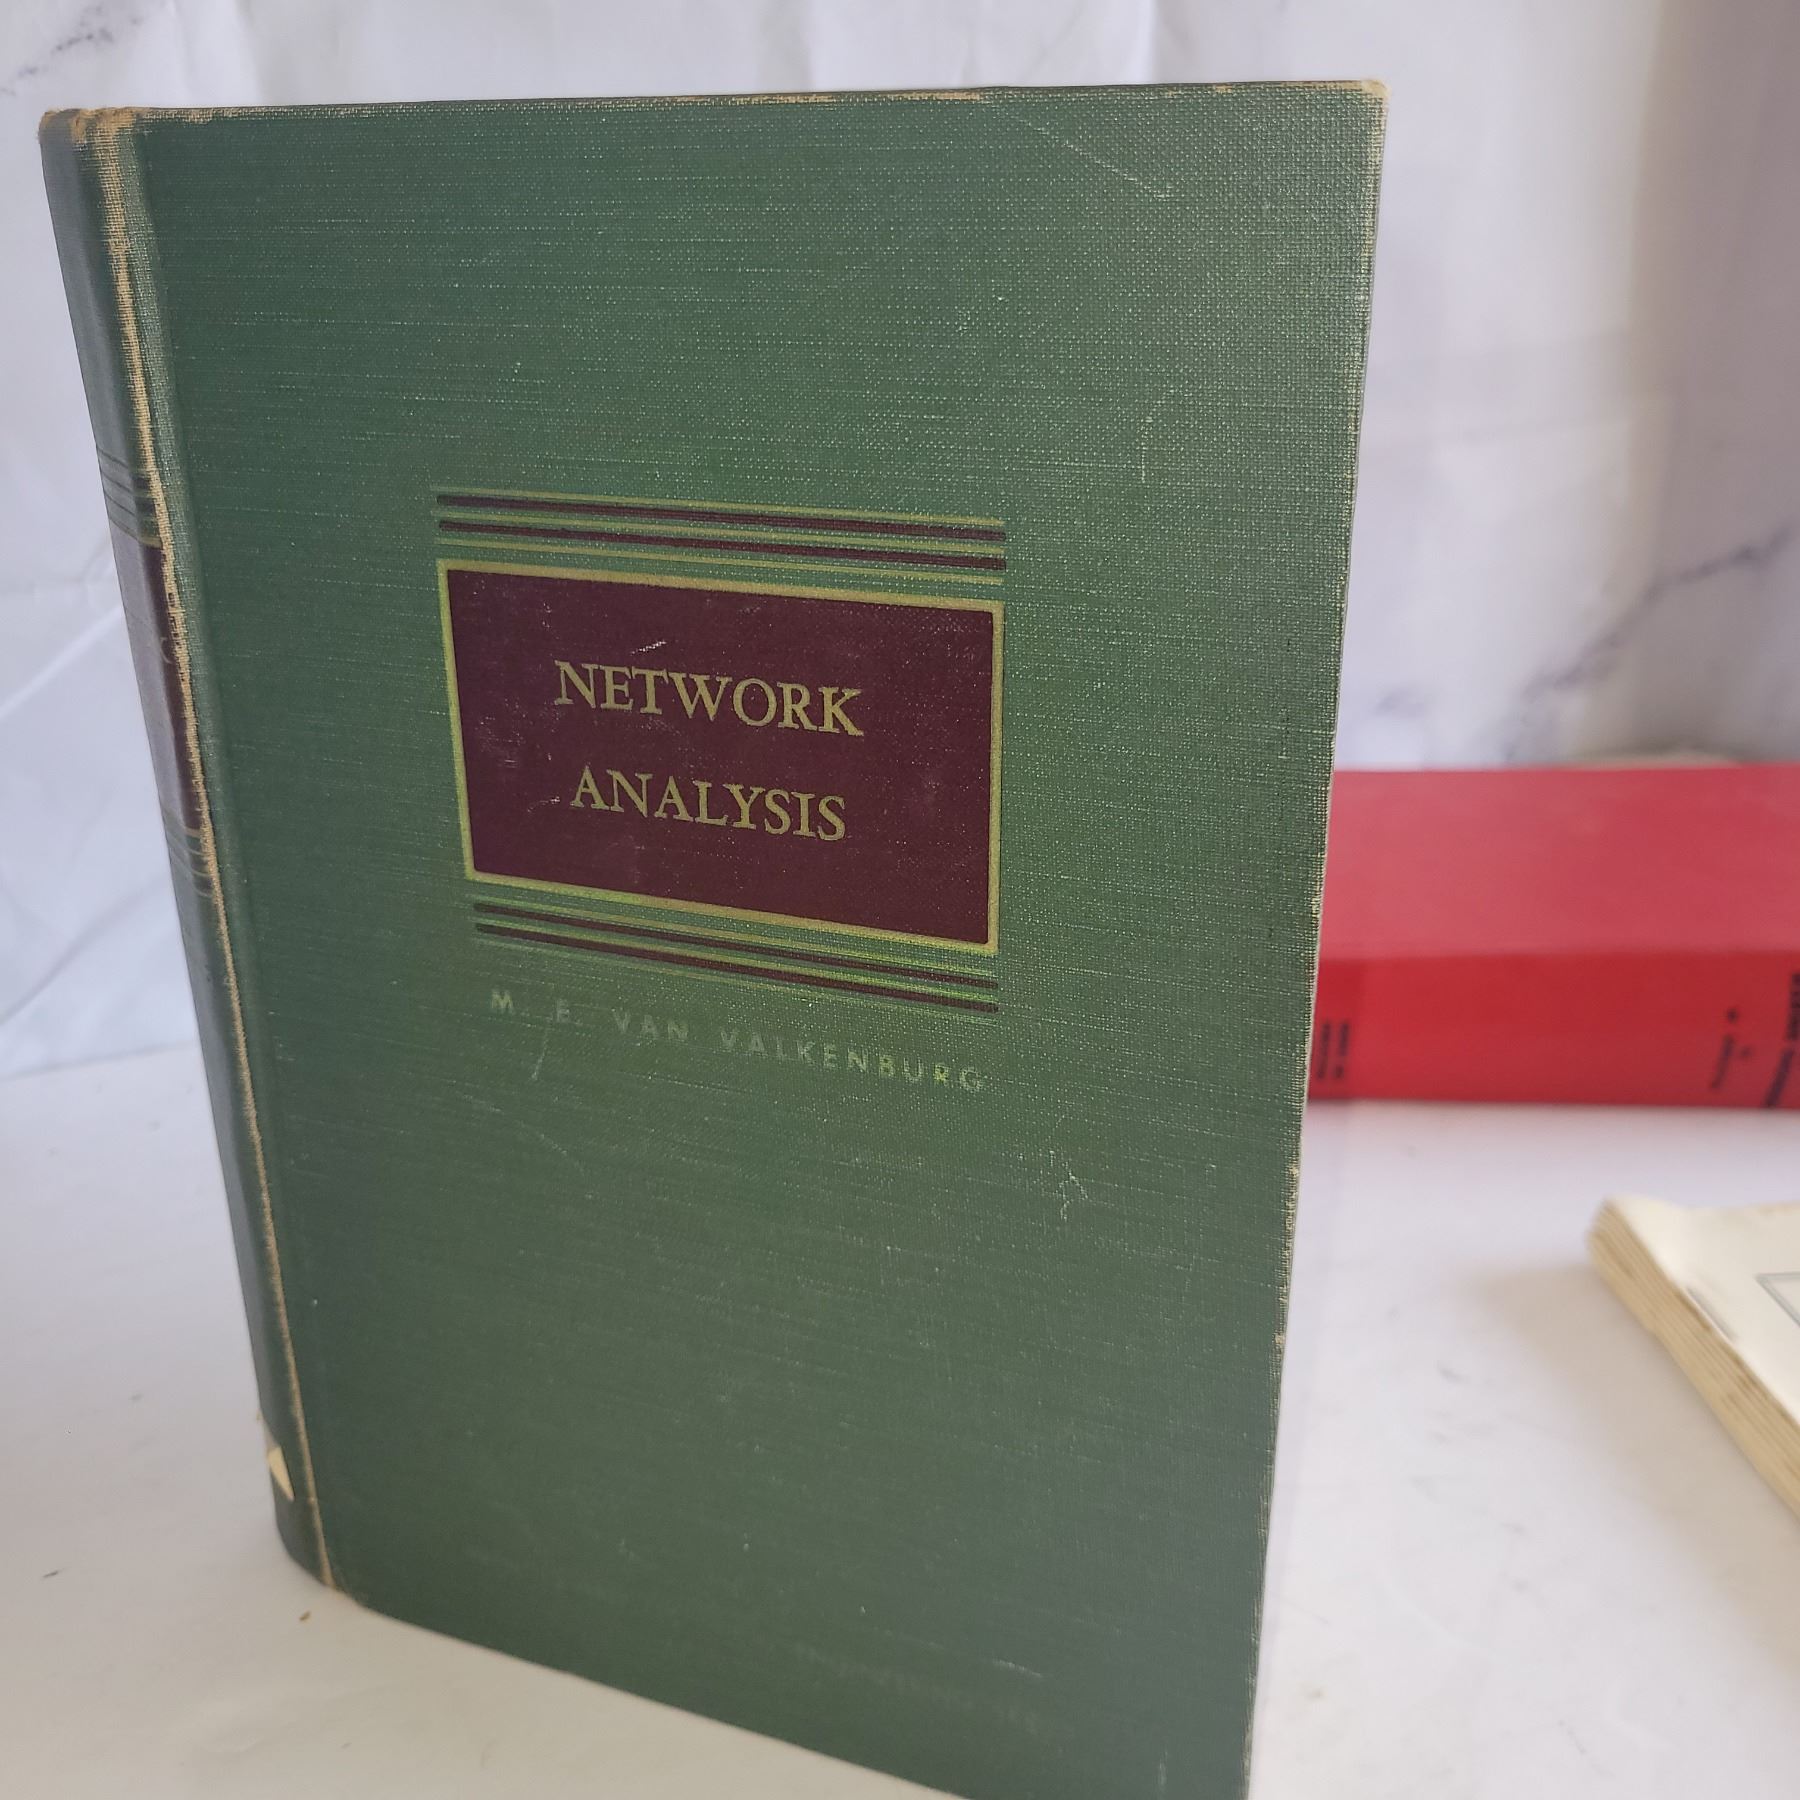 NETWORK
ANALYSIS
M. E. VAN VALKENBURG